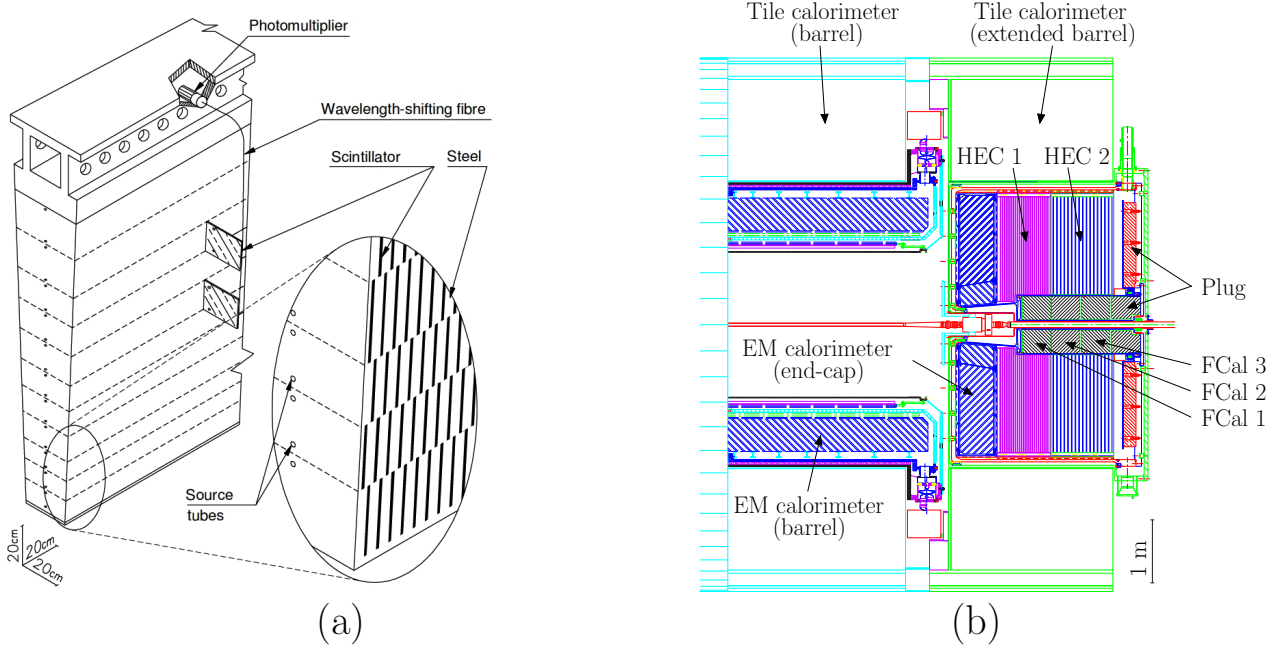 Photomultiplier
Wavelength-shifting fibre
Scintillator
Steel
Source
tubes
20cm
20cm
20cm
(a)
Tile calorimeter
(barrel)
Tile calorimeter
(extended barrel)
HEC 1
HEC 2
Plug
EM calorimeter
(end-cap)
FCal 3
FCal 2
FCal 1
EM calorimeter
(barrel)
1 m
(b)